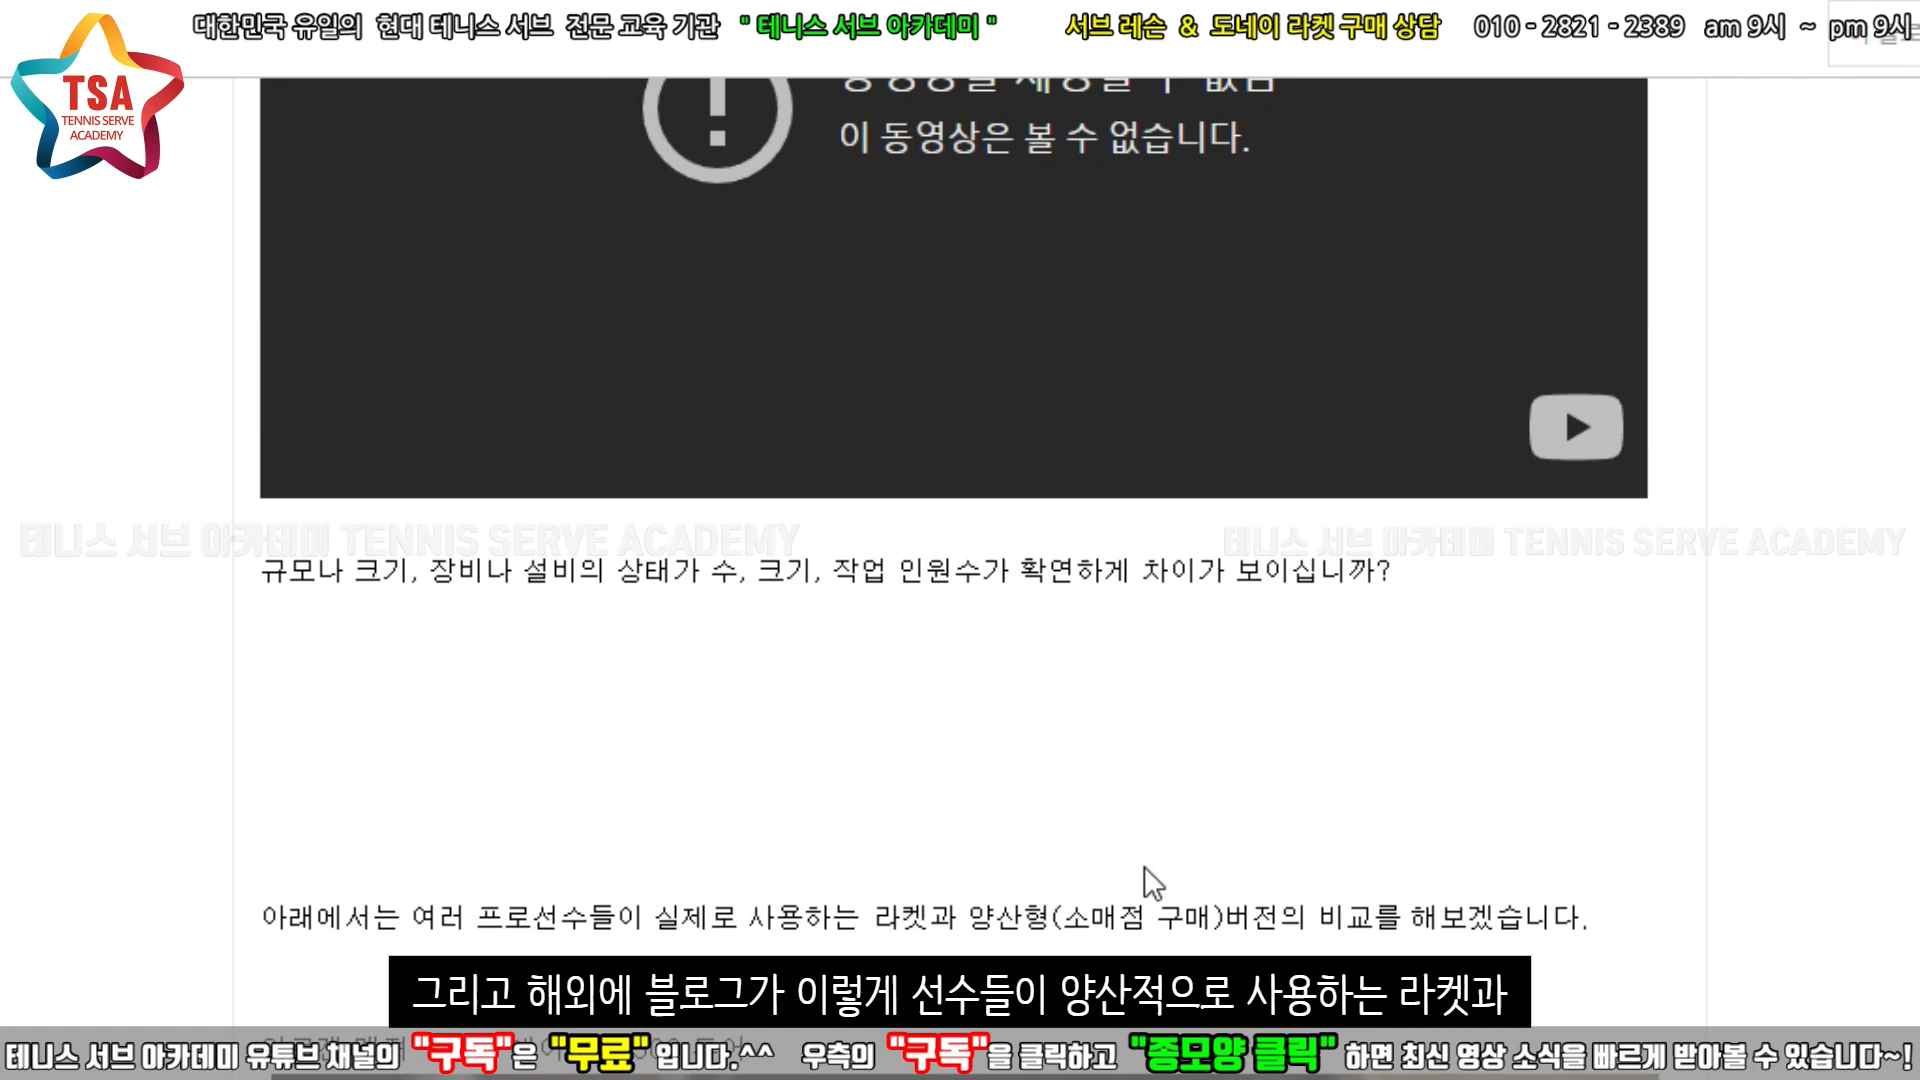 대한민국 유일의 현대 테니스 서브 전문 교육 기관 " 테니스 서브 아카데미 " 서브 레슨 & 도네이 라켓 구매 상담 010 - 2821 - 2389 am 9시 ~ pm 9시
TSA
TENNIS SERVE
ACADEMY
이 동영상은 볼 수 없습니다.
테니스 서브 아카데미 TENNIS SERVE ACADEMY
테니스 서브 아카데미 TENNIS SERVE ACADEMY
규모나 크기, 장비나 설비의 상태가 수, 크기, 작업 인원수가 확연하게 차이가 보이십니까?
아래에서는 여러 프로선수들이 실제로 사용하는 라켓과 양산형(소매점 구매)버전의 비교를 해보겠습니다.
그리고 해외에 블로그가 이렇게 선수들이 양산적으로 사용하는 라켓과
테니스 서브 아카데미 유튜브 채널의 "구독"은 "무료"입니다.^^ 우측의 "구독"을 클릭하고 "종모양 클릭" 하면 최신 영상 소식을 빠르게 받아볼 수 있습니다~!